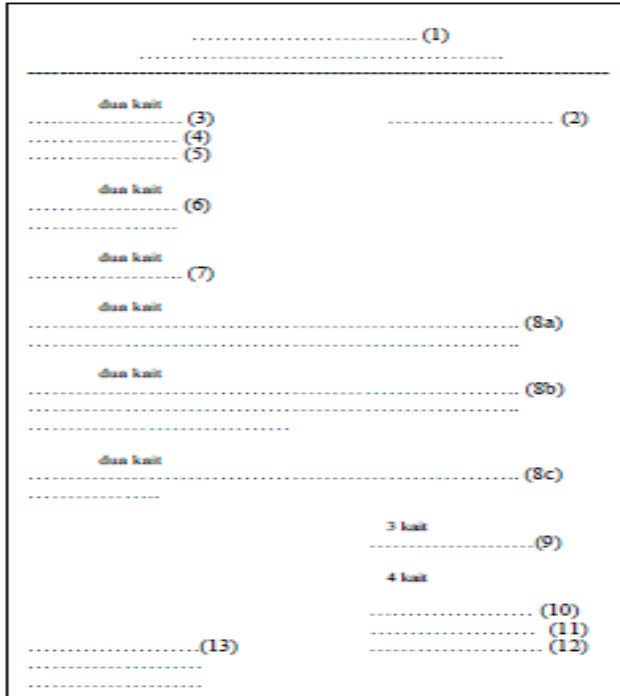 ........................................ (1)
................................................................
--------------------------------------------------------------------------------
dua kait
........................... (3) ............................. (2)
.......................... (4)
.......................... (5)
dua kait
.......................... (6)
..........................
dua kait
........................... (7)
dua kait
...................................................................................... (8a)
......................................................................................
dua kait
...................................................................................... (8b)
......................................................................................
..............................................
dua kait
...................................................................................... (8c)
.......................
3 kait
.............................(9)
4 kait
............................. (10)
............................. (11)
..............................(13) .............................. (12)
..............................
..............................